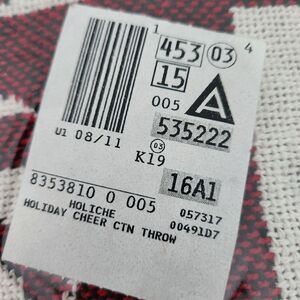 1 4
453 03
15
005 A
535222
U1 08/11 03
K19
16A1
8353810 0 005
HOLICHE 057317
HOLIDAY CHEER CTN THROW 00491D7